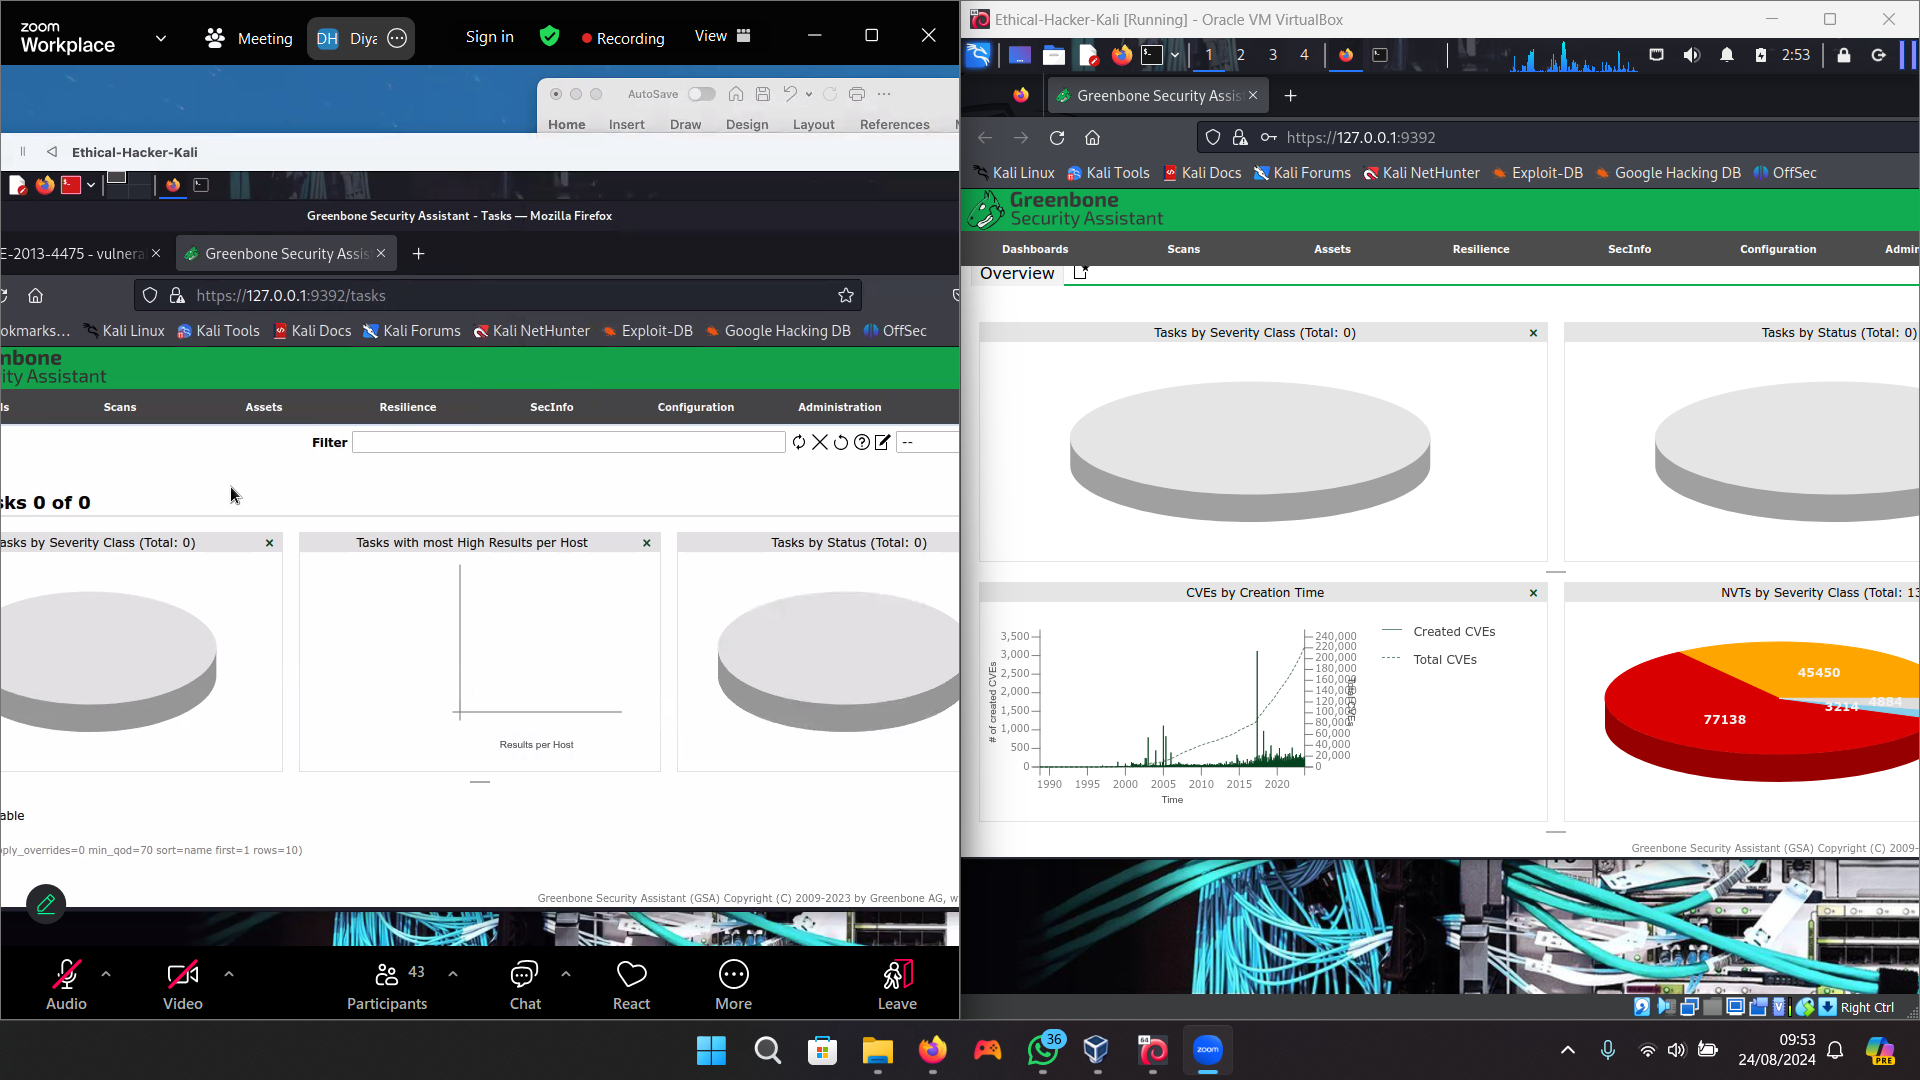 zoom
Workplace
Meeting
DH
Diya
Sign in
Recording
View
AutoSave
Home
Insert
Draw
Design
Layout
References
Ethical-Hacker-Kali
Greenbone Security Assistant - Tasks — Mozilla Firefox
E-2013-4475 - vulnera
Greenbone Security Assis
https://127.0.0.1:9392/tasks
okmarks...
Kali Linux
Kali Tools
Kali Docs
Kali Forums
Kali NetHunter
Exploit-DB
Google Hacking DB
OffSec
nbone
ity Assistant
ls
Scans
Assets
Resilience
SecInfo
Configuration
Administration
Filter
--
sks 0 of 0
asks by Severity Class (Total: 0)
Tasks with most High Results per Host
Tasks by Status (Total: 0)
Results per Host
able
ply_overrides=0 min_qod=70 sort=name first=1 rows=10)
Greenbone Security Assistant (GSA) Copyright (C) 2009-2023 by Greenbone AG, w
Audio
Video
43
Participants
Chat
React
More
Leave
Ethical-Hacker-Kali [Running] - Oracle VM VirtualBox
1
2
3
4
2:53
Greenbone Security Assis
https://127.0.0.1:9392
Kali Linux
Kali Tools
Kali Docs
Kali Forums
Kali NetHunter
Exploit-DB
Google Hacking DB
OffSec
Greenbone
Security Assistant
Dashboards
Scans
Assets
Resilience
SecInfo
Configuration
Admin
Overview
Tasks by Severity Class (Total: 0)
Tasks by Status (Total: 0)
CVEs by Creation Time
3,500
3,000
2,500
2,000
1,500
1,000
500
0
# of created CVEs
240,000
220,000
200,000
180,000
160,000
140,000
120,000
100,000
80,000
60,000
40,000
20,000
0
1990
1995
2000
2005
2010
2015
2020
Time
Created CVEs
Total CVEs
NVTs by Severity Class (Total: 13
45450
4884
3214
77138
Greenbone Security Assistant (GSA) Copyright (C) 2009-
Right Ctrl
64
36
zoom
09:53
24/08/2024
PRE